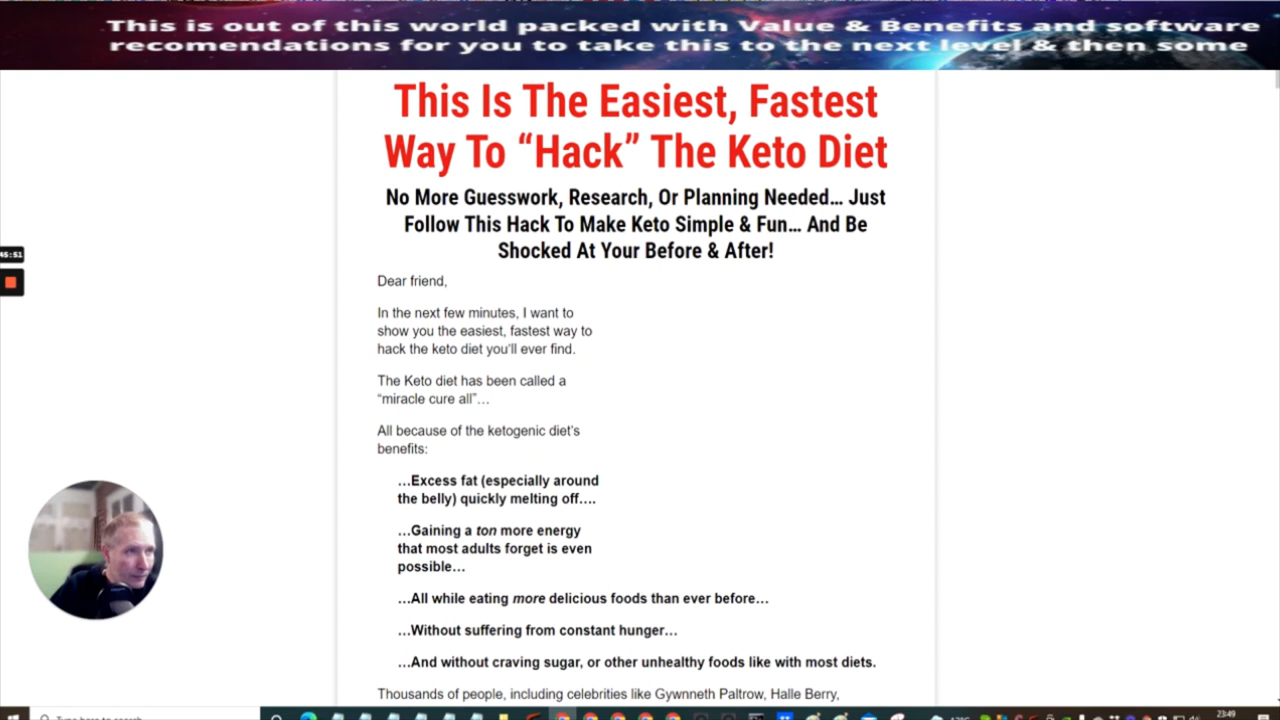 This is out of this world packed with Value & Benefits and software
recomendations for you to take this to the next level & then some
This Is The Easiest, Fastest
Way To “Hack” The Keto Diet
No More Guesswork, Research, Or Planning Needed… Just
Follow This Hack To Make Keto Simple & Fun… And Be
Shocked At Your Before & After!
Dear friend,
In the next few minutes, I want to
show you the easiest, fastest way to
hack the keto diet you'll ever find.
The Keto diet has been called a
“miracle cure all”…
All because of the ketogenic diet's
benefits:
…Excess fat (especially around
the belly) quickly melting off….
…Gaining a ton more energy
that most adults forget is even
possible…
…All while eating more delicious foods than ever before…
…Without suffering from constant hunger…
…And without craving sugar, or other unhealthy foods like with most diets.
Thousands of people, including celebrities like Gywnneth Paltrow, Halle Berry,
45:51
23:49